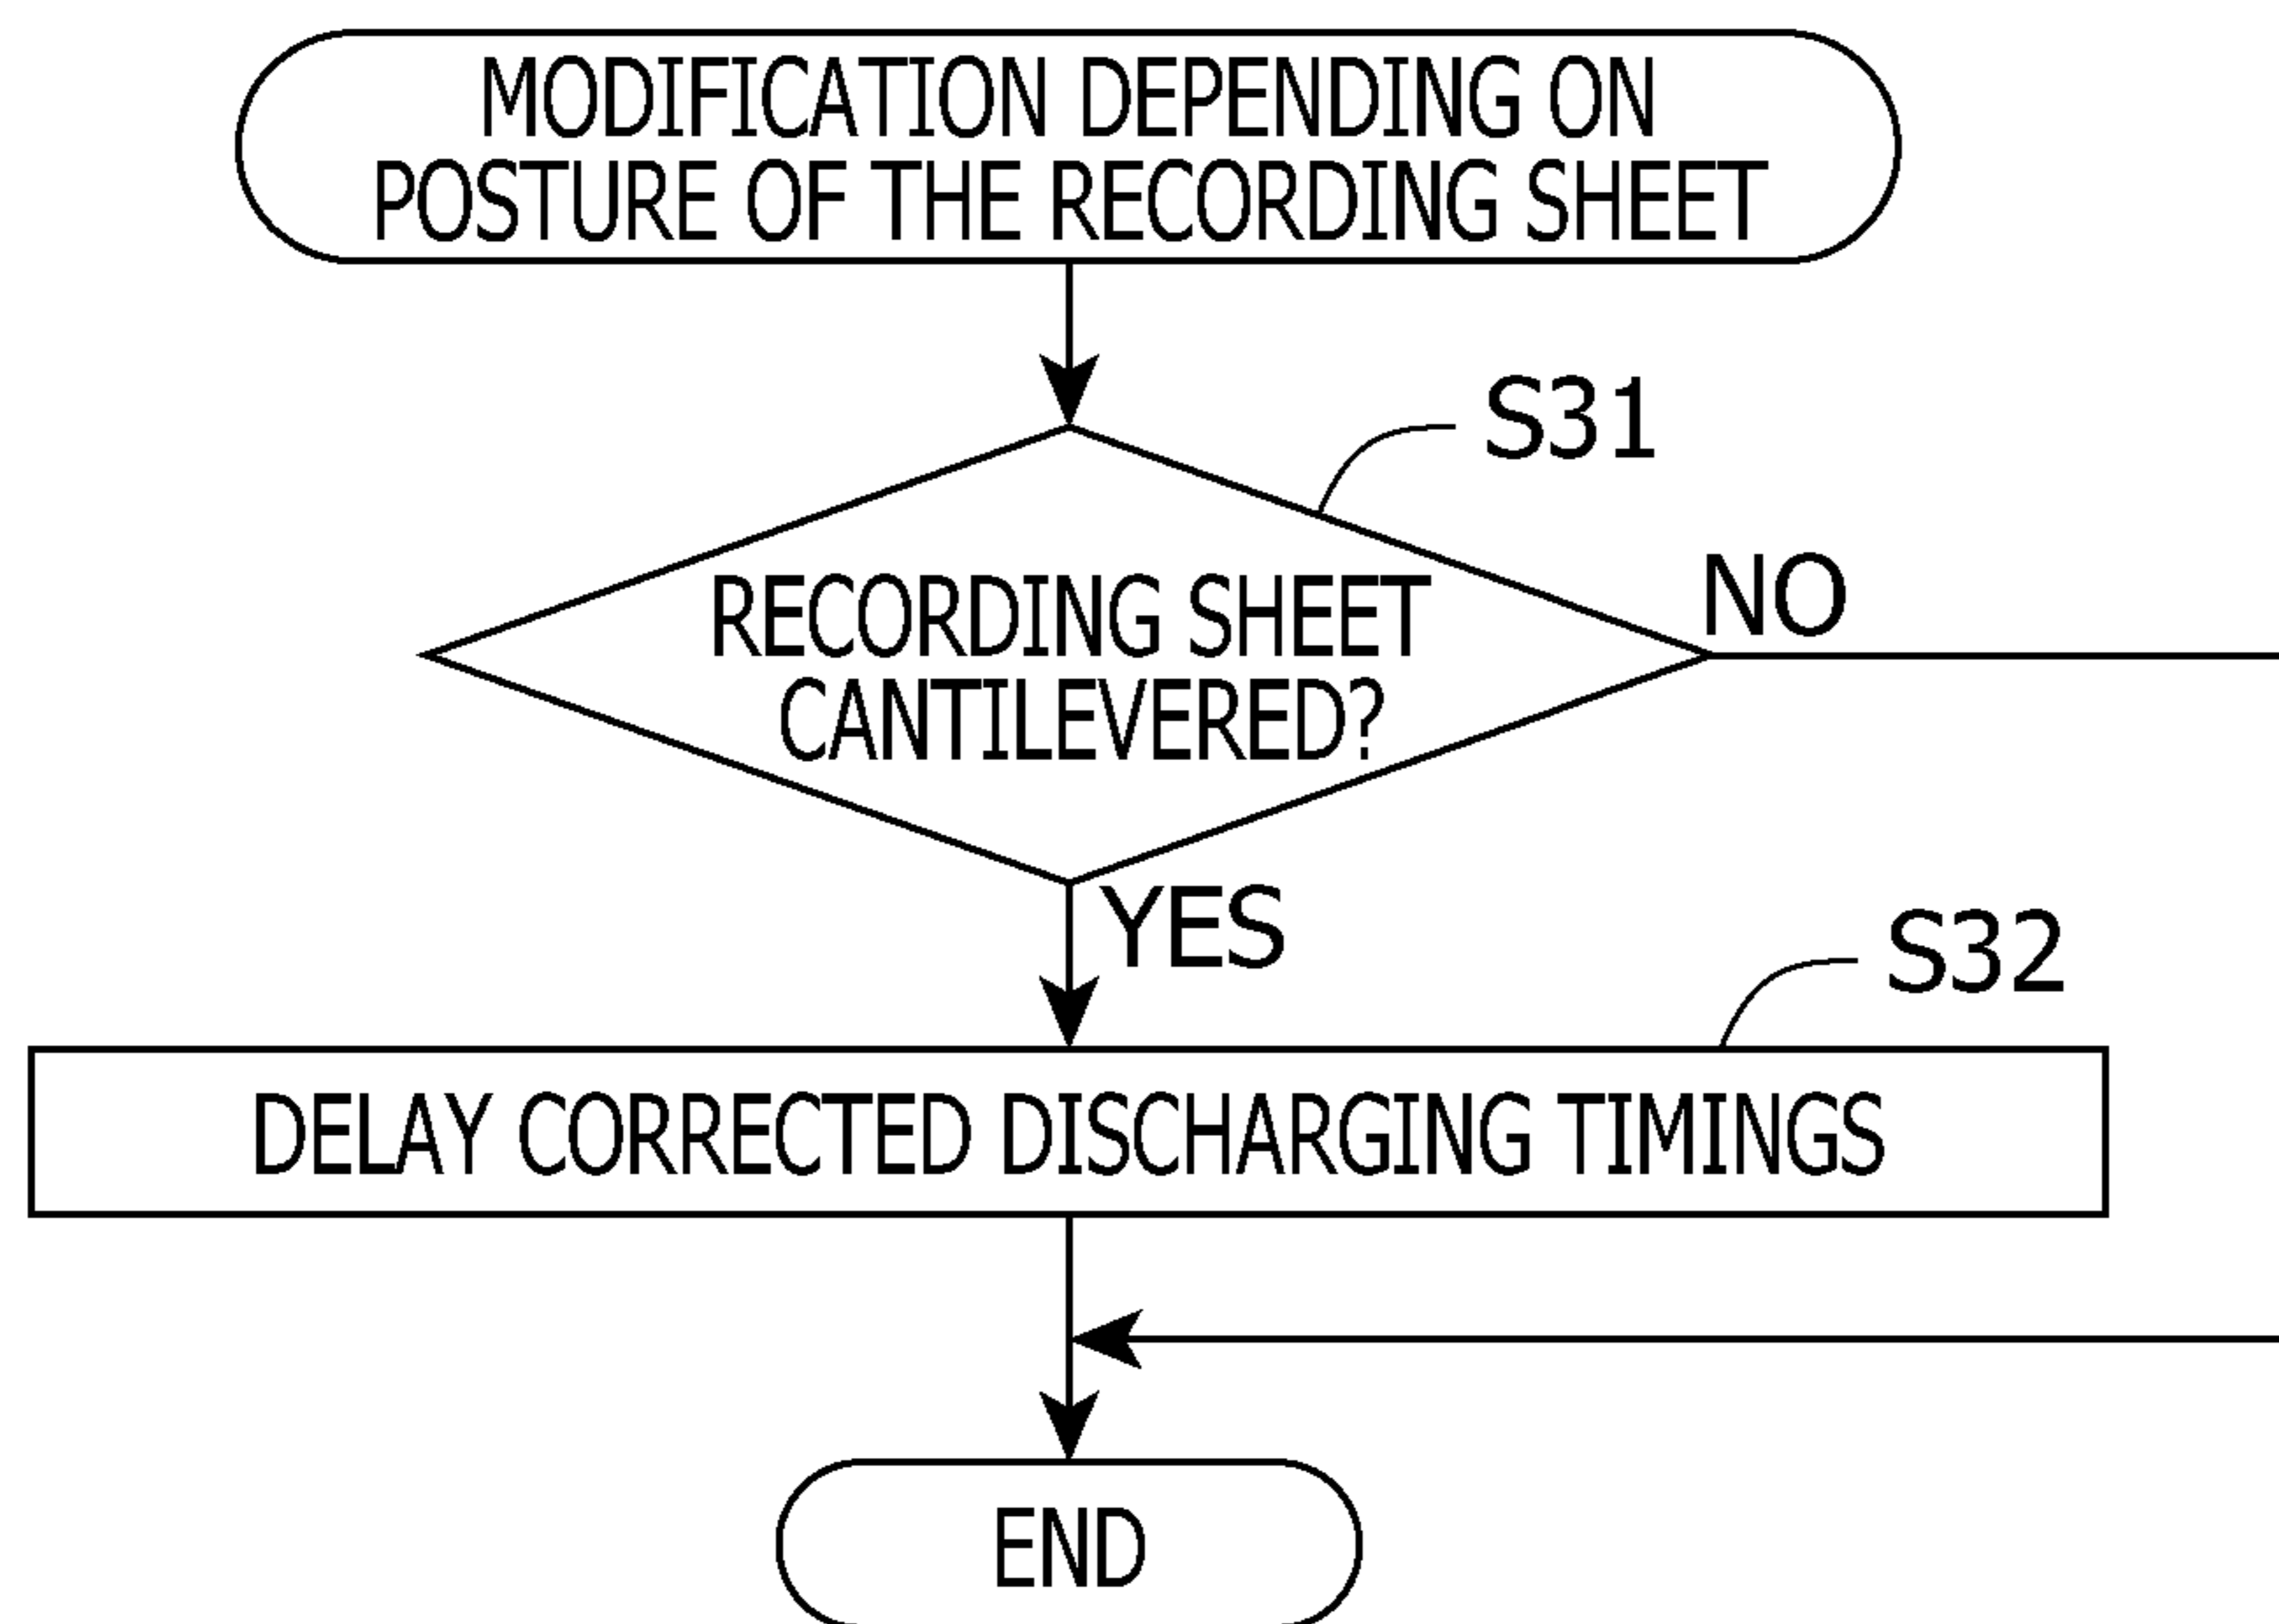 MODIFICATION DEPENDING ON
POSTURE OF THE RECORDING SHEET
S31
RECORDING SHEET
CANTILEVERED?
NO
YES
S32
DELAY CORRECTED DISCHARGING TIMINGS
END